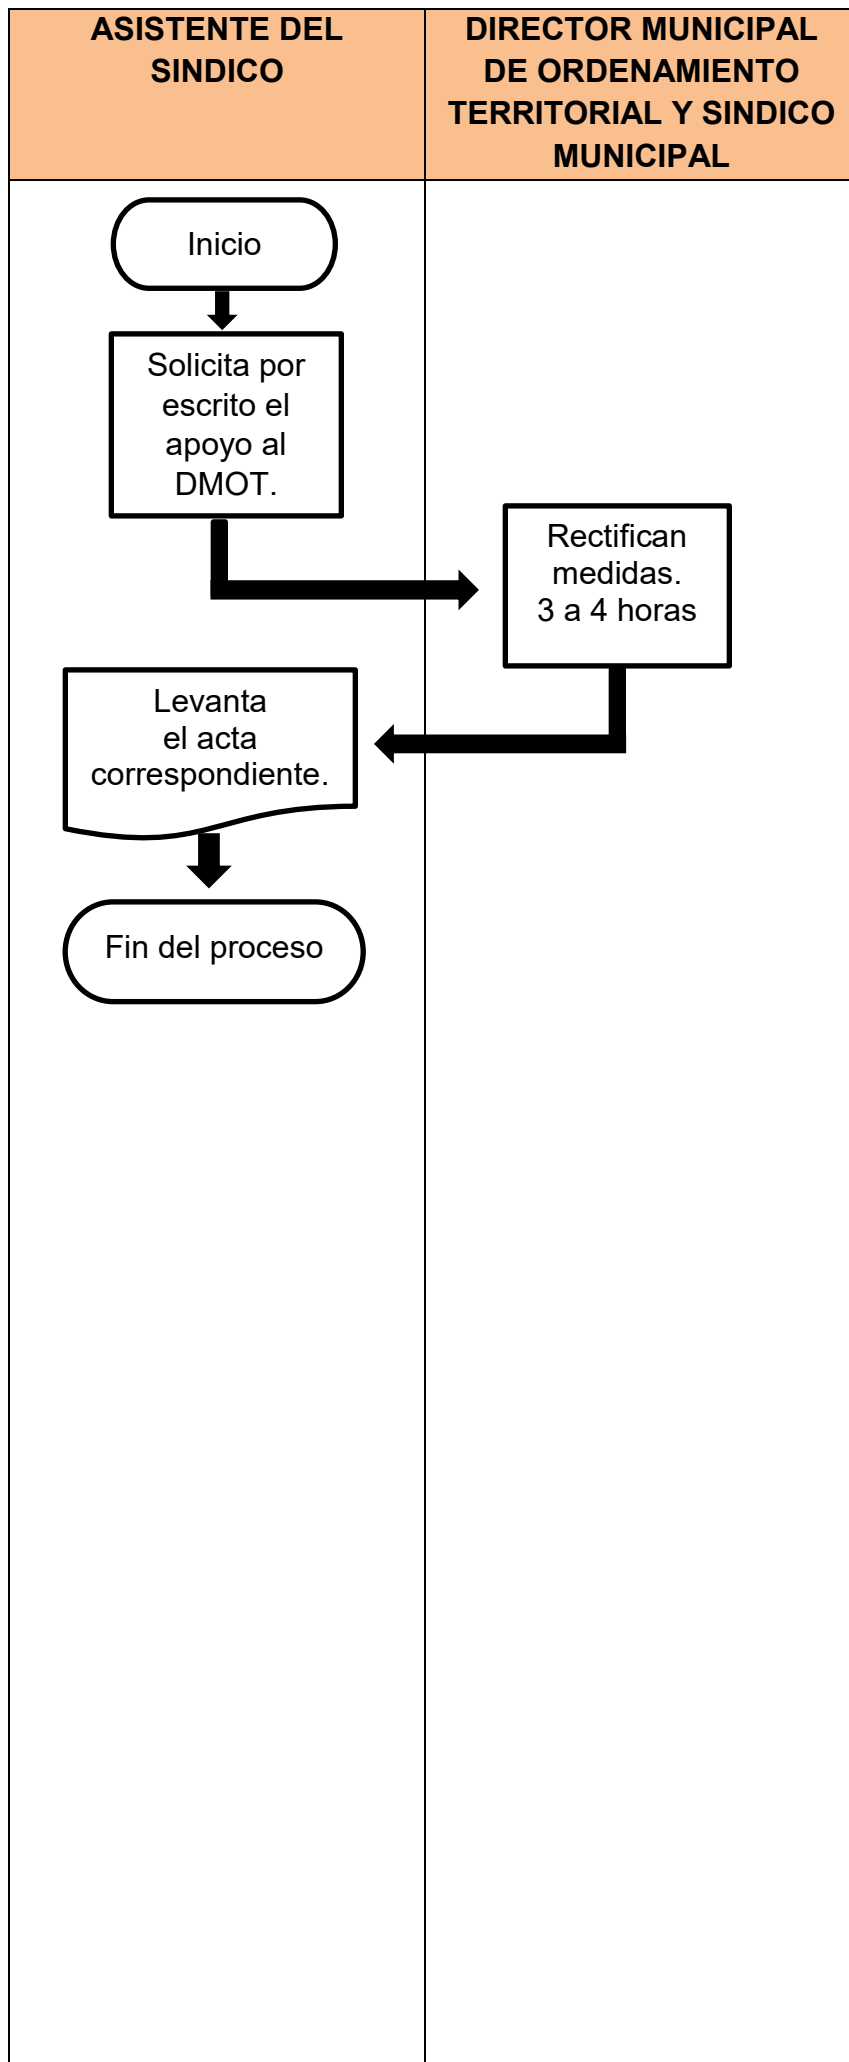 ASISTENTE DEL
SINDICO
DIRECTOR MUNICIPAL
DE ORDENAMIENTO
TERRITORIAL Y SINDICO
MUNICIPAL
Inicio
Solicita por
escrito el
apoyo al
DMOT.
Rectifican
medidas.
3 a 4 horas
Levanta
el acta
correspondiente.
Fin del proceso